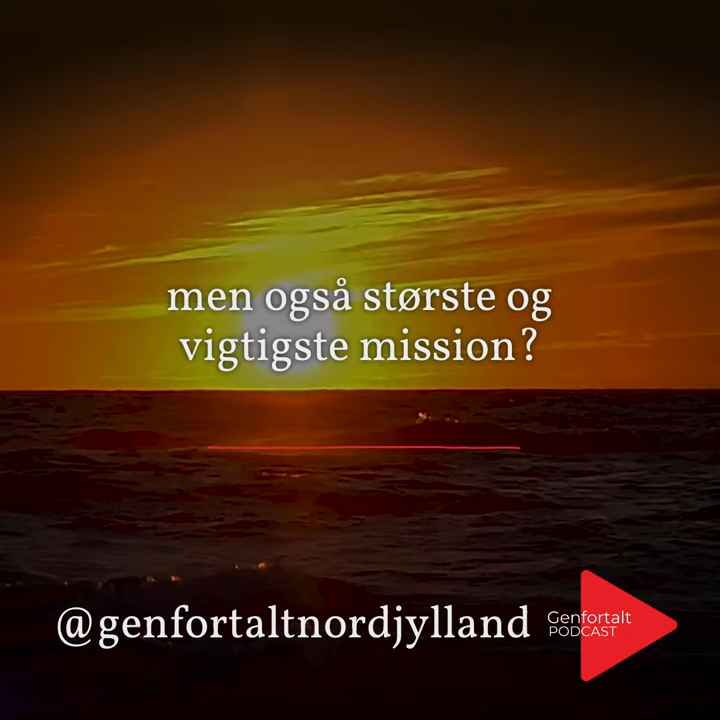 men også største og
vigtigste mission?
@genfortaltnordjylland
Genfortalt
PODCAST